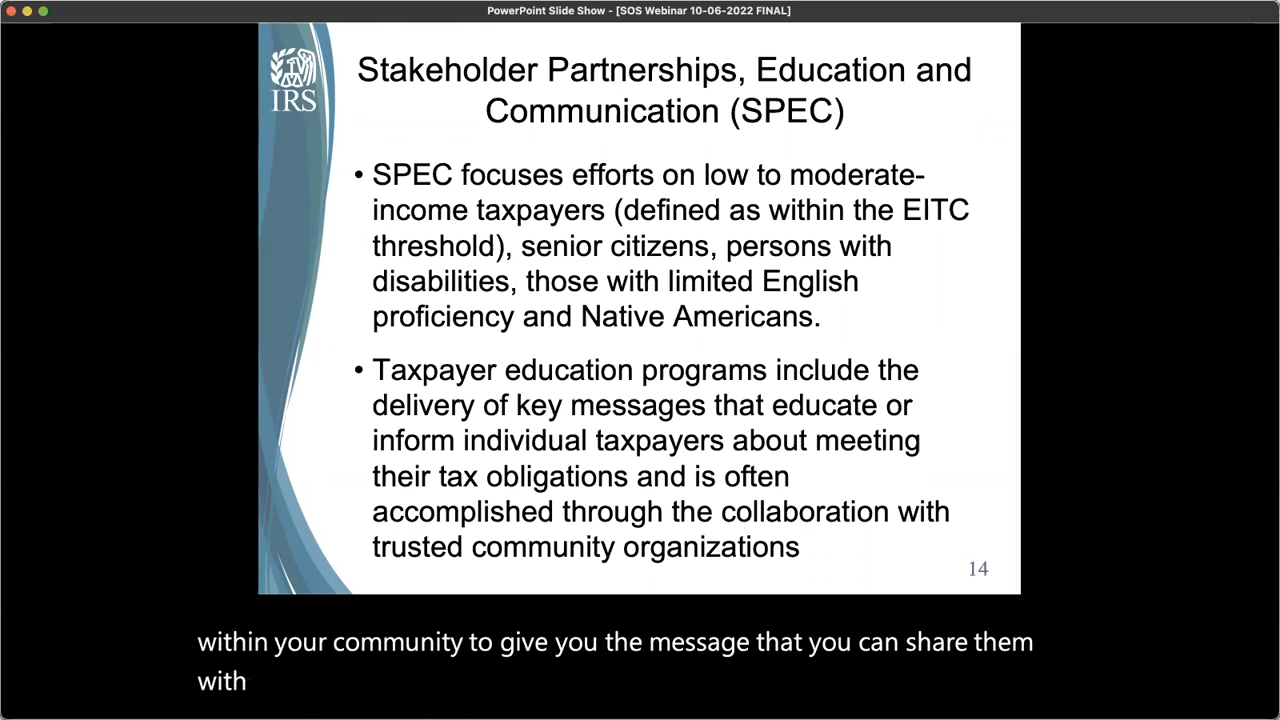 PowerPoint Slide Show - [SOS Webinar 10-06-2022 FINAL]
IRS
Stakeholder Partnerships, Education and
Communication (SPEC)
• SPEC focuses efforts on low to moderate-
income taxpayers (defined as within the EITC
threshold), senior citizens, persons with
disabilities, those with limited English
proficiency and Native Americans.
• Taxpayer education programs include the
delivery of key messages that educate or
inform individual taxpayers about meeting
their tax obligations and is often
accomplished through the collaboration with
trusted community organizations
14
within your community to give you the message that you can share them
with